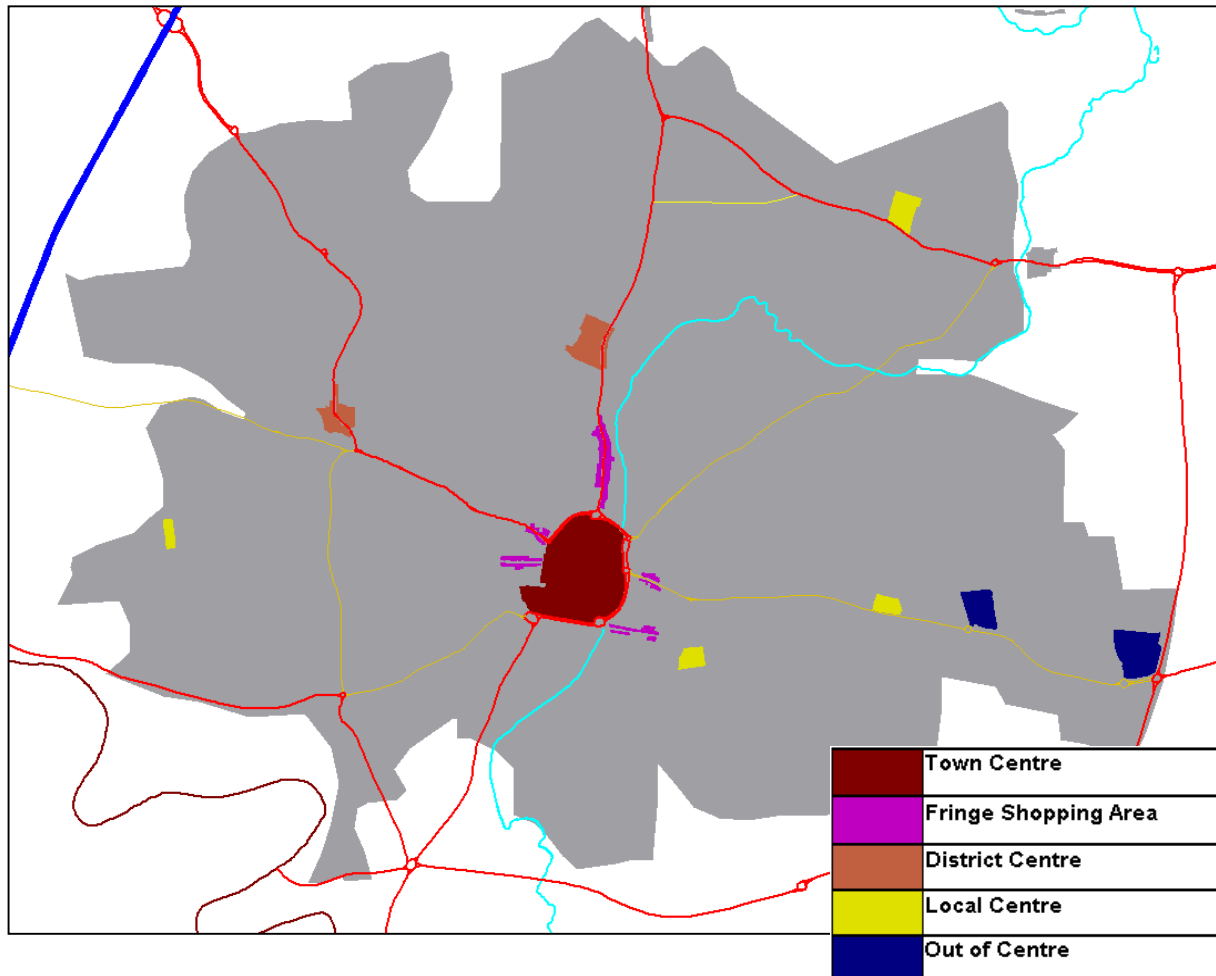 Town Centre
Fringe Shopping Area
District Centre
Local Centre
Out of Centre